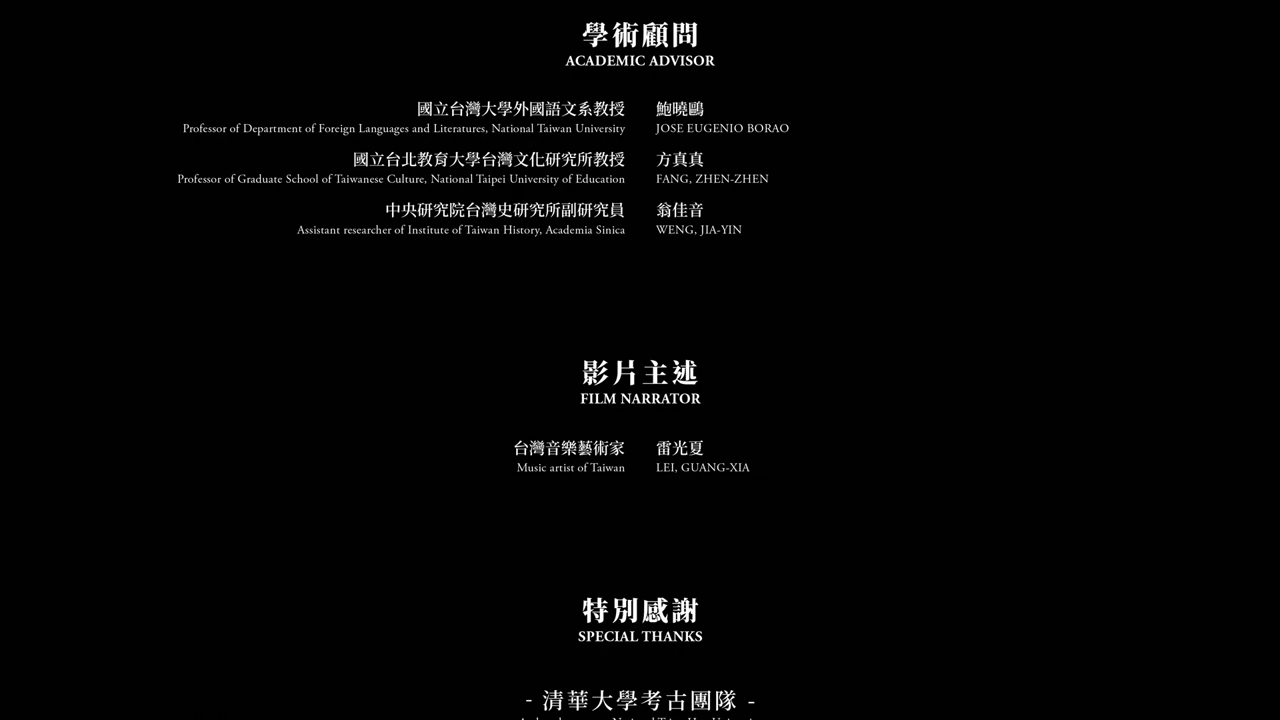 學術顧問
ACADEMIC ADVISOR
國立台灣大學外國語文系教授 鮑曉鷗
Professor of Department of Foreign Languages and Literatures, National Taiwan University JOSE EUGENIO BORAO
國立台北教育大學台灣文化研究所教授 方真真
Professor of Graduate School of Taiwanese Culture, National Taipei University of Education FANG, ZHEN-ZHEN
中央研究院台灣史研究所副研究員 翁佳音
Assistant researcher of Institute of Taiwan History, Academia Sinica WENG, JIA-YIN
影片主述
FILM NARRATOR
台灣音樂藝術家 雷光夏
Music artist of Taiwan LEI, GUANG-XIA
特別感謝
SPECIAL THANKS
- 清華大學考古團隊 -